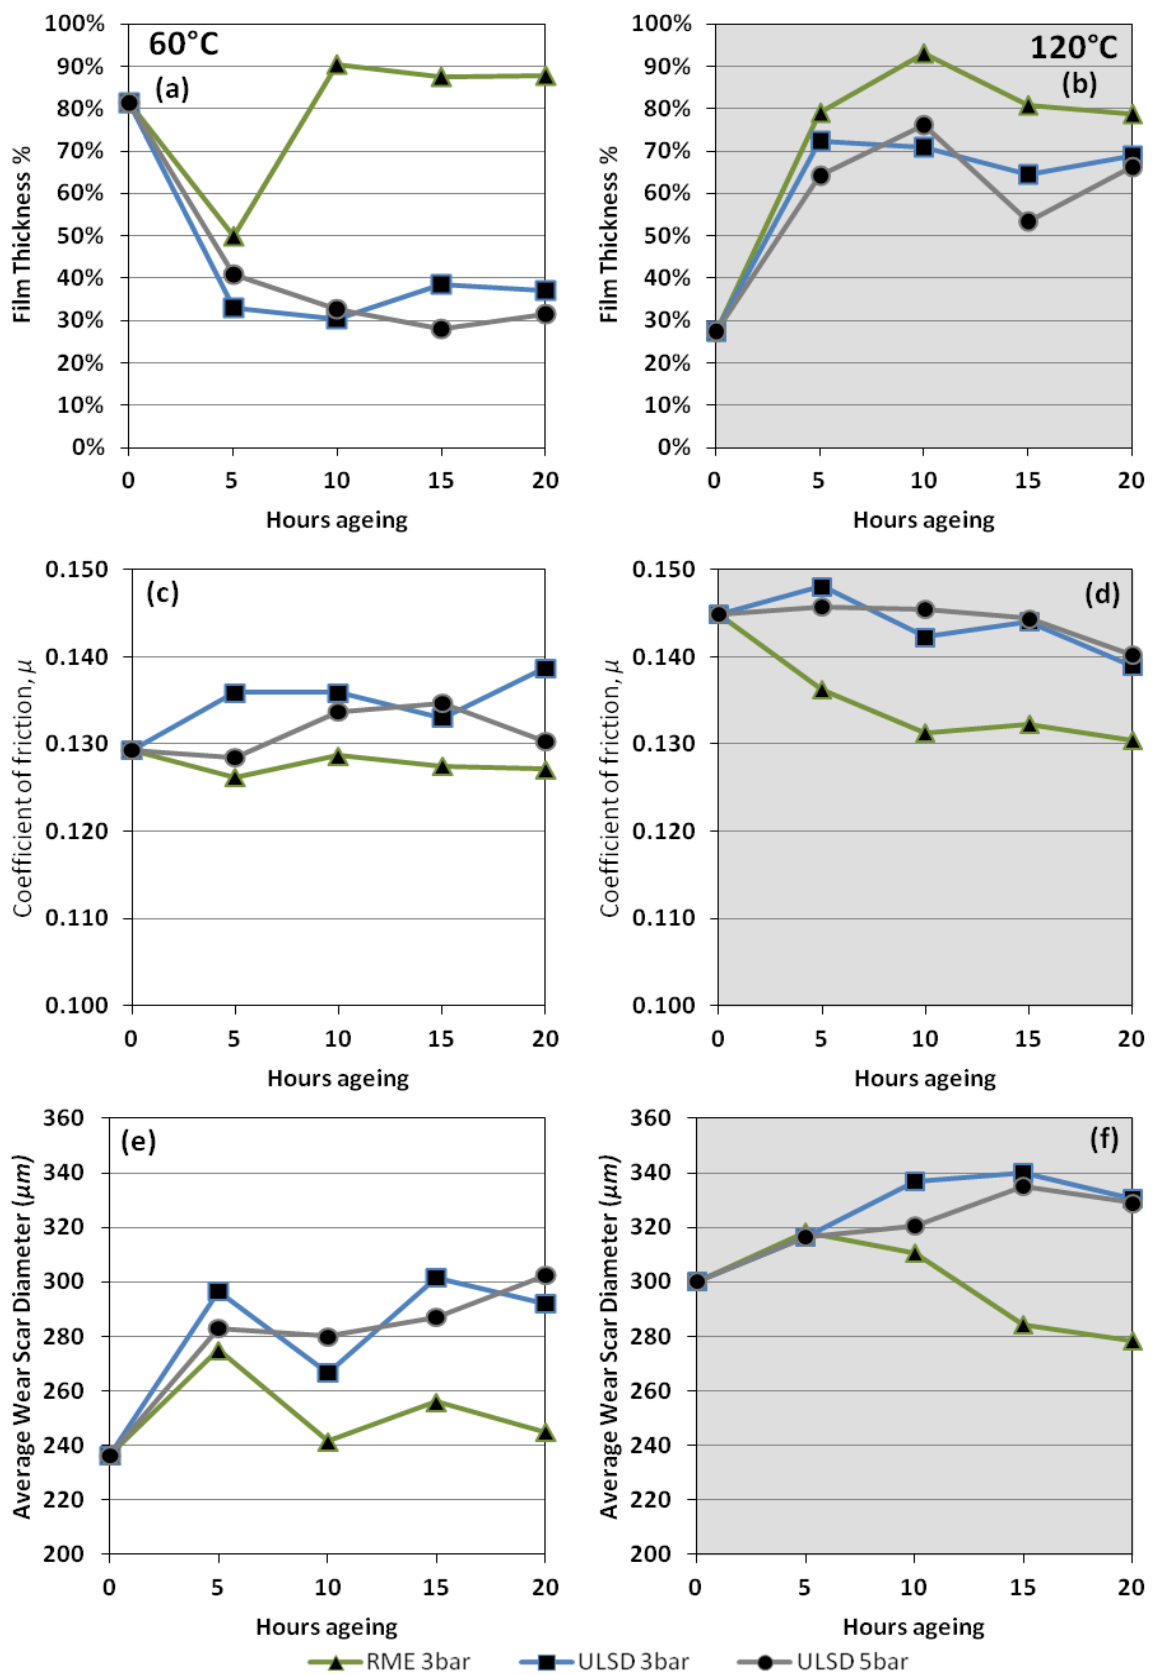 100%
90%
80%
70%
60%
50%
40%
30%
20%
10%
0%
Film Thickness %
60°C
(a)
0 5 10 15 20
Hours ageing
100%
90%
80%
70%
60%
50%
40%
30%
20%
10%
0%
Film Thickness %
120°C
(b)
0 5 10 15 20
Hours ageing
0.150
0.140
0.130
0.120
0.110
0.100
Coefficient of friction, μ
(c)
0 5 10 15 20
Hours ageing
0.150
0.140
0.130
0.120
0.110
0.100
Coefficient of friction, μ
(d)
0 5 10 15 20
Hours ageing
360
340
320
300
280
260
240
220
200
Average Wear Scar Diameter (μm)
(e)
0 5 10 15 20
Hours ageing
360
340
320
300
280
260
240
220
200
Average Wear Scar Diameter (μm)
(f)
0 5 10 15 20
Hours ageing
RME 3bar ULSD 3bar ULSD 5bar